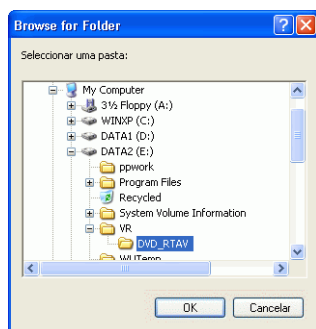 Browse for Folder
Seleccionar uma pasta:
My Computer
3½ Floppy (A:)
WINXP (C:)
DATA1 (D:)
DATA2 (E:)
ppwork
Program Files
Recycled
System Volume Information
VR
DVD_RTAV
WUTemp
OK
Cancelar